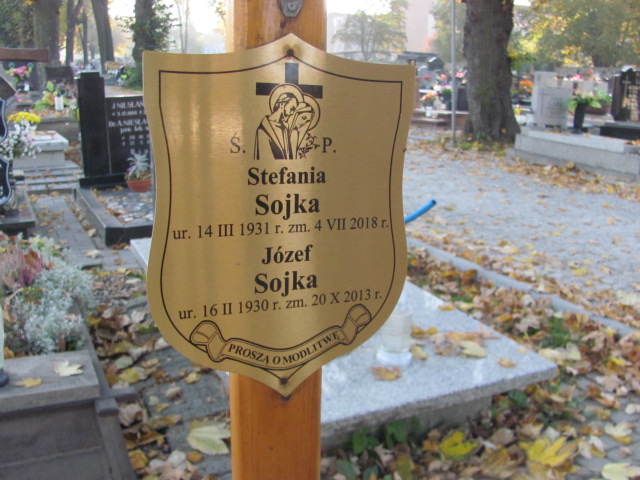 Ś. P.
Stefania
Sojka
ur. 14 III 1931 r. zm. 4 VII 2018 r.
Józef
Sojka
ur. 16 II 1930 r. zm. 20 X 2013 r.
PROSZĄ O MODLITWĘ